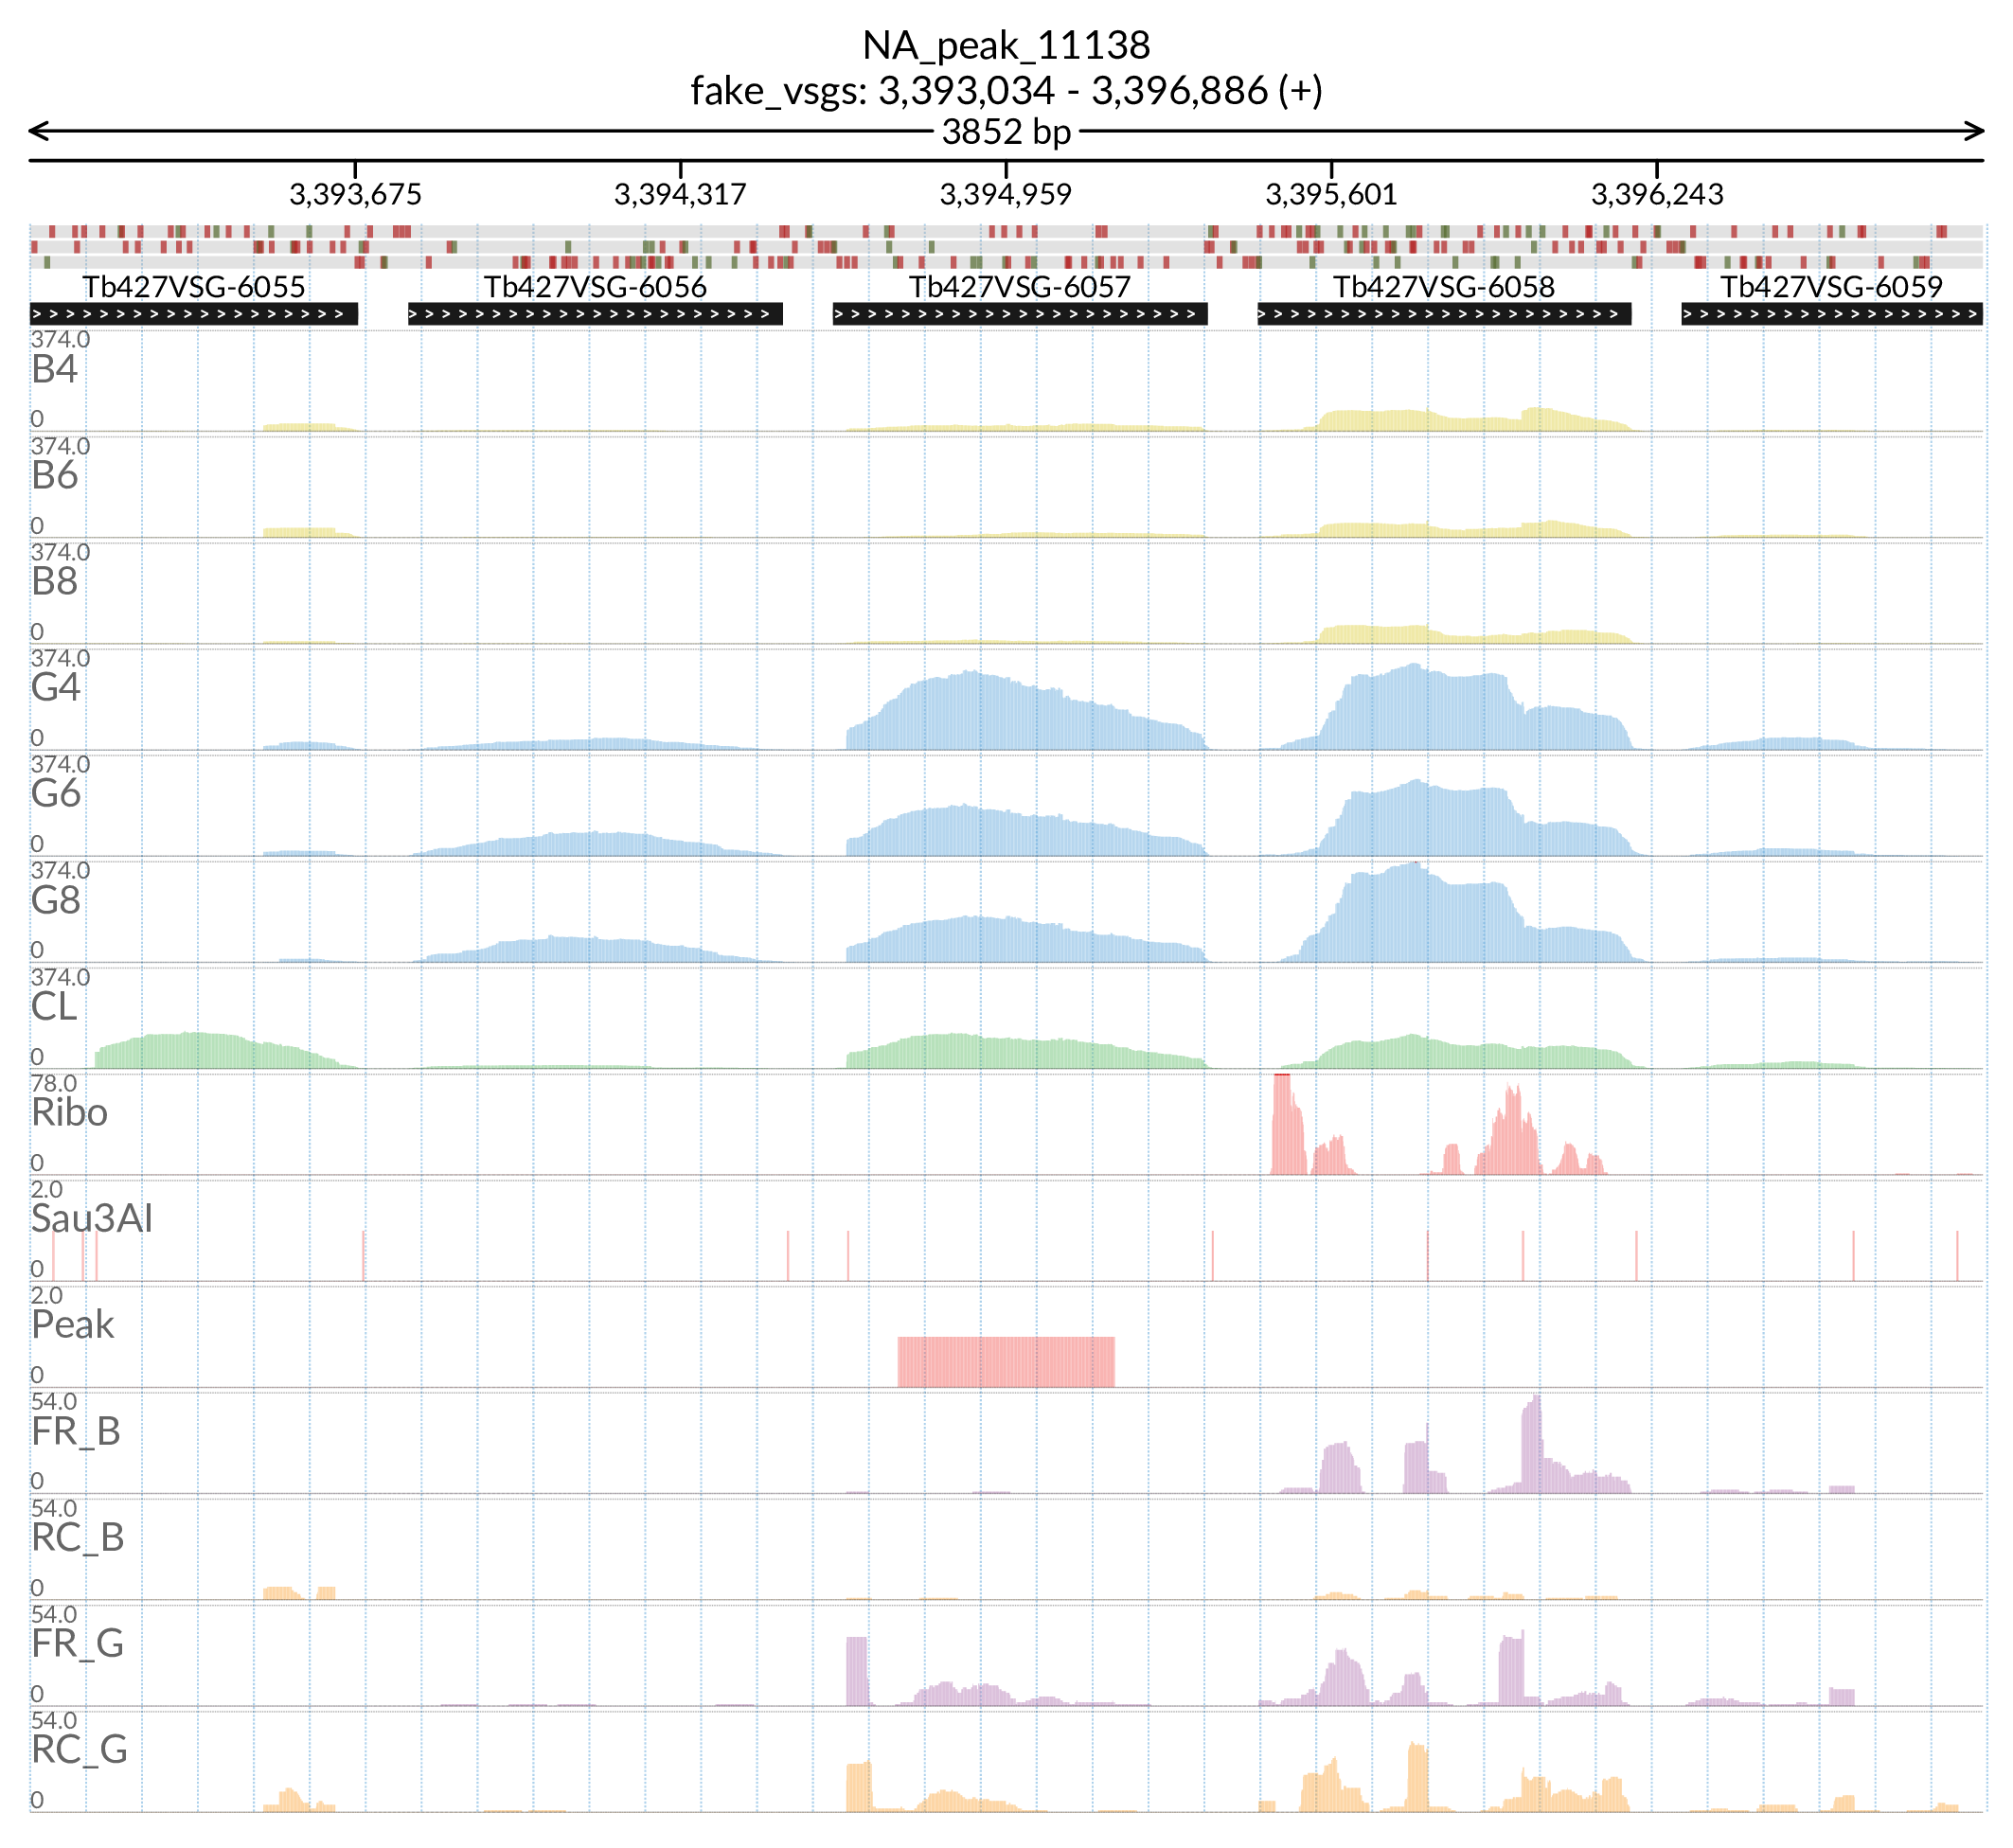 NA_peak_11138
fake_vsgs: 3,393,034 - 3,396,886 (+)
3852 bp
3,393,675 3,394,317 3,394,959 3,395,601 3,396,243
Tb427VSG-6055 Tb427VSG-6056 Tb427VSG-6057 Tb427VSG-6058 Tb427VSG-6059
374.0
B4
0
374.0
B6
0
374.0
B8
0
374.0
G4
0
374.0
G6
0
374.0
G8
0
374.0
CL
0
78.0
Ribo
0
2.0
Sau3AI
0
2.0
Peak
0
54.0
FR_B
0
54.0
RC_B
0
54.0
FR_G
0
54.0
RC_G
0